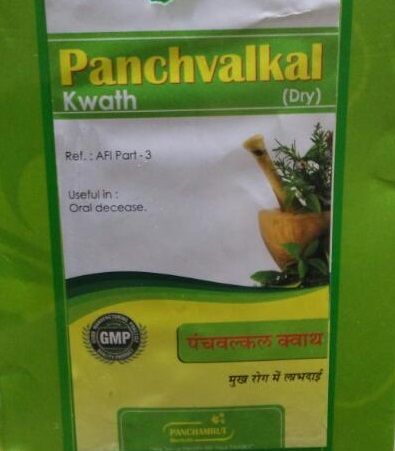 Panchvalkal
Kwath (Dry)
Ref. : AFI Part - 3
Useful in :
Oral decease.
GMP
पंचवल्कल क्वाथ
मुख रोग में लाभदाई
PANCHAMRUT